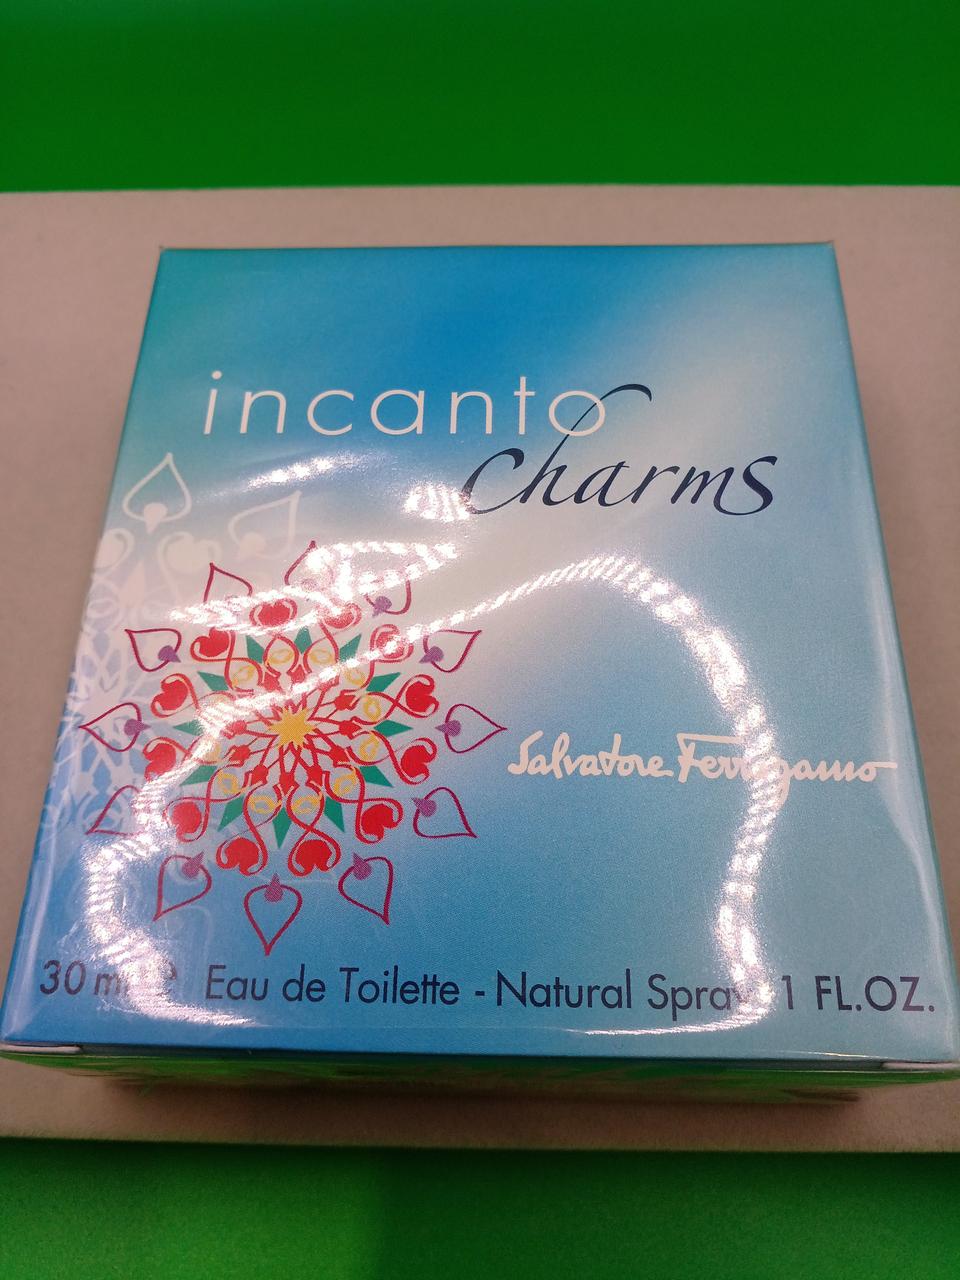 incanto
charms
Salvatore Ferragamo
30 ml e Eau de Toilette - Natural Spray 1 FL.OZ.